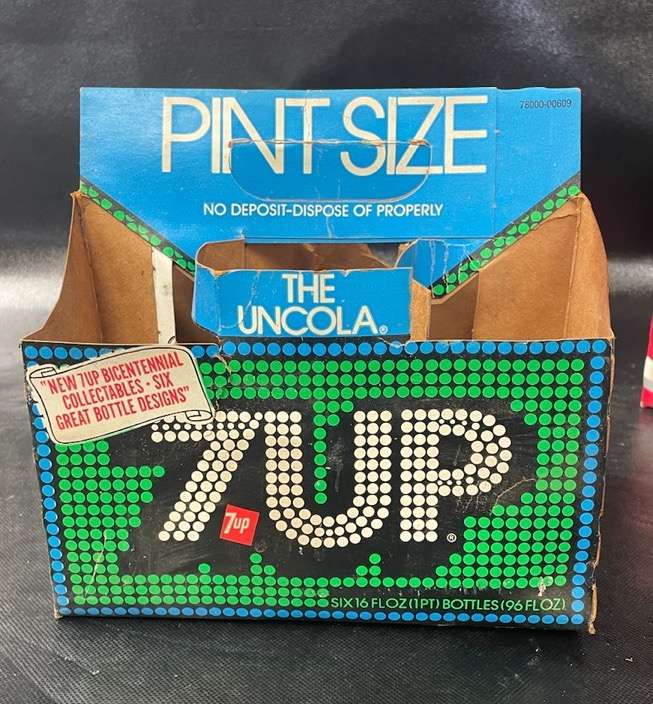 PINT SIZE
78000-00609
NO DEPOSIT-DISPOSE OF PROPERLY
THE
UNCOLA®
"NEW 7UP BICENTENNIAL
COLLECTABLES • SIX
GREAT BOTTLE DESIGNS"
7UP®
7up
SIX 16 FL OZ (1 PT) BOTTLES (96 FL OZ)